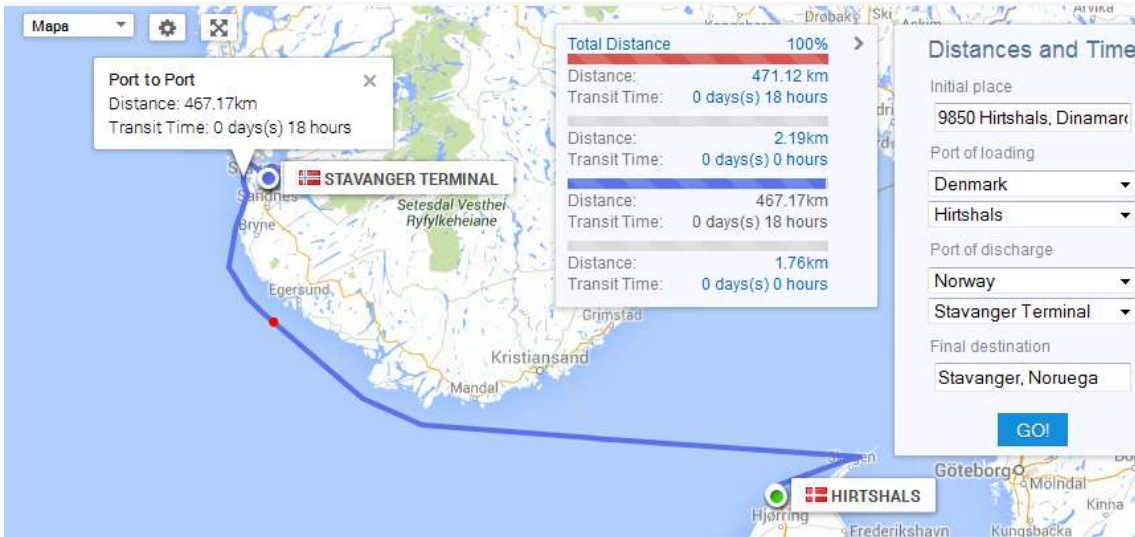 Mapa
Port to Port
Distance: 467.17km
Transit Time: 0 days(s) 18 hours
STAVANGER TERMINAL
Sandnes
Bryne
Setesdal Vesthei
Ryfylkeheiane
Egersund
Kristiansand
Mandal
Grimstad
Drøbak
Ski
Arvika
Total Distance 100%
Distance: 471.12 km
Transit Time: 0 days(s) 18 hours
Distance: 2.19km
Transit Time: 0 days(s) 0 hours
Distance: 467.17km
Transit Time: 0 days(s) 18 hours
Distance: 1.76km
Transit Time: 0 days(s) 0 hours
Distances and Time
Initial place
9850 Hirtshals, Dinamarc
Port of loading
Denmark
Hirtshals
Port of discharge
Norway
Stavanger Terminal
Final destination
Stavanger, Noruega
GO!
Skagen
HIRTSHALS
Hjørring
Frederikshavn
Göteborg
Mölndal
Kinna
Kungsbacka